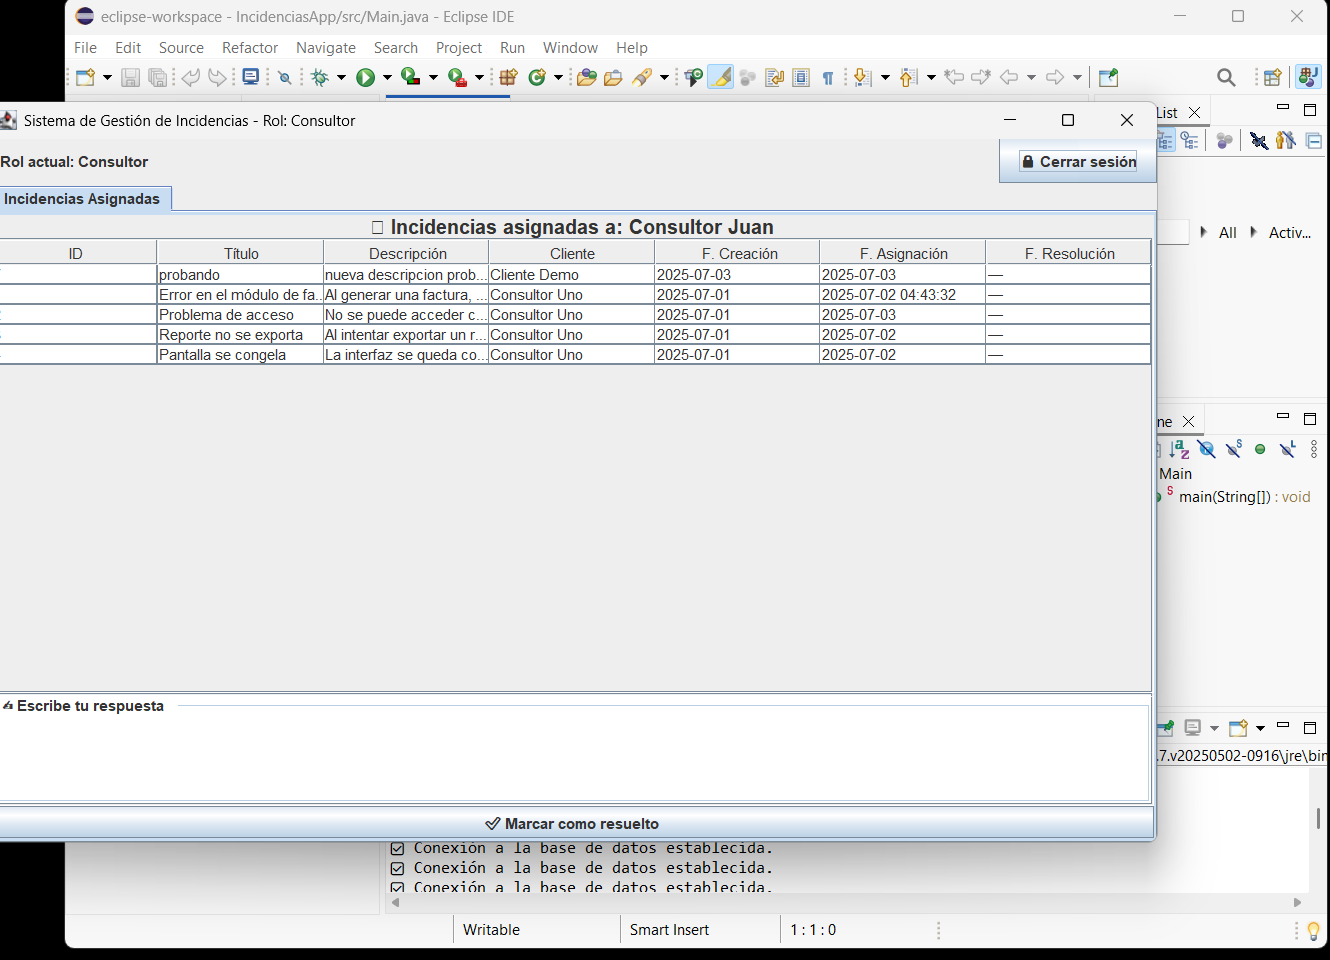 eclipse-workspace - IncidenciasApp/src/Main.java - Eclipse IDE
File Edit Source Refactor Navigate Search Project Run Window Help
Sistema de Gestión de Incidencias - Rol: Consultor
List
Rol actual: Consultor
Cerrar sesión
Incidencias Asignadas
Incidencias asignadas a: Consultor Juan
All Activ...
ID Título Descripción Cliente F. Creación F. Asignación F. Resolución
probando nueva descripcion prob... Cliente Demo 2025-07-03 2025-07-03 —
Error en el módulo de fa... Al generar una factura, ... Consultor Uno 2025-07-01 2025-07-02 04:43:32 —
Problema de acceso No se puede acceder c... Consultor Uno 2025-07-01 2025-07-03 —
Reporte no se exporta Al intentar exportar un r... Consultor Uno 2025-07-01 2025-07-02 —
Pantalla se congela La interfaz se queda co... Consultor Uno 2025-07-01 2025-07-02 —
ne
Main
main(String[]) : void
Escribe tu respuesta
.7.v20250502-0916\jre\bin
Marcar como resuelto
Conexión a la base de datos establecida.
Conexión a la base de datos establecida.
Conexión a la base de datos establecida.
Writable Smart Insert 1 : 1 : 0